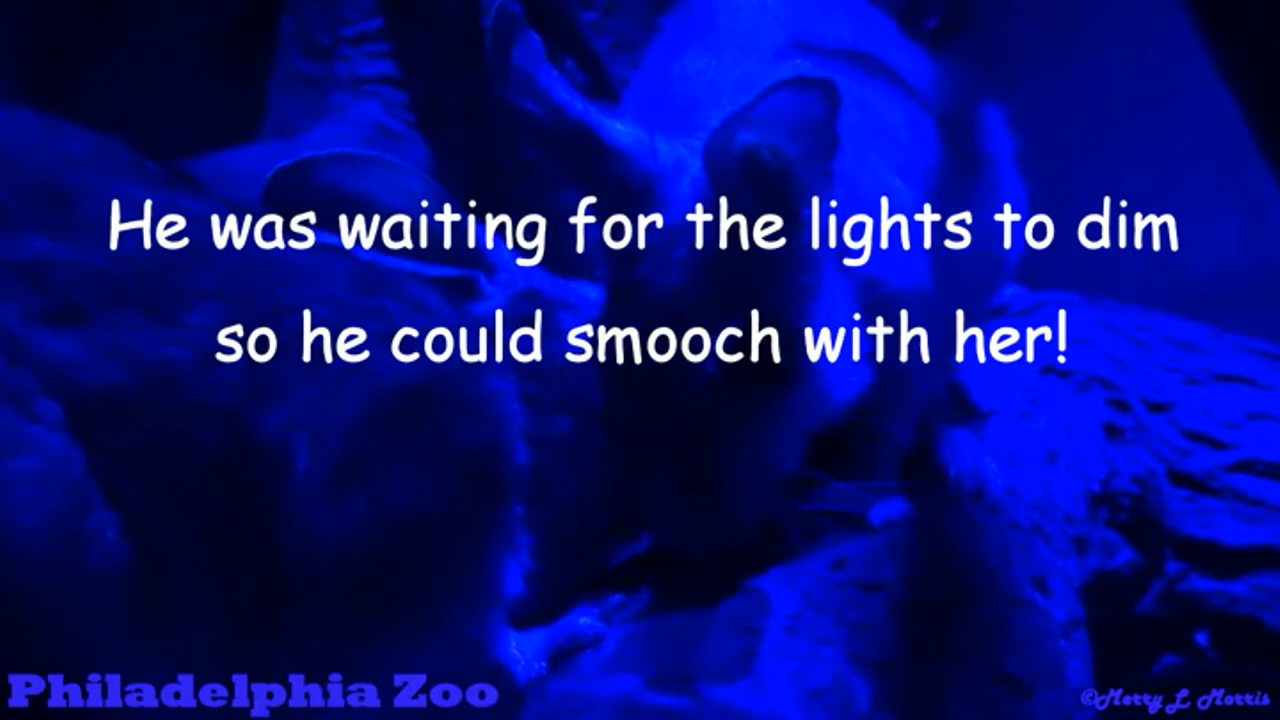 He was waiting for the lights to dim
so he could smooch with her!
Philadelphia Zoo
©Merry L Morris